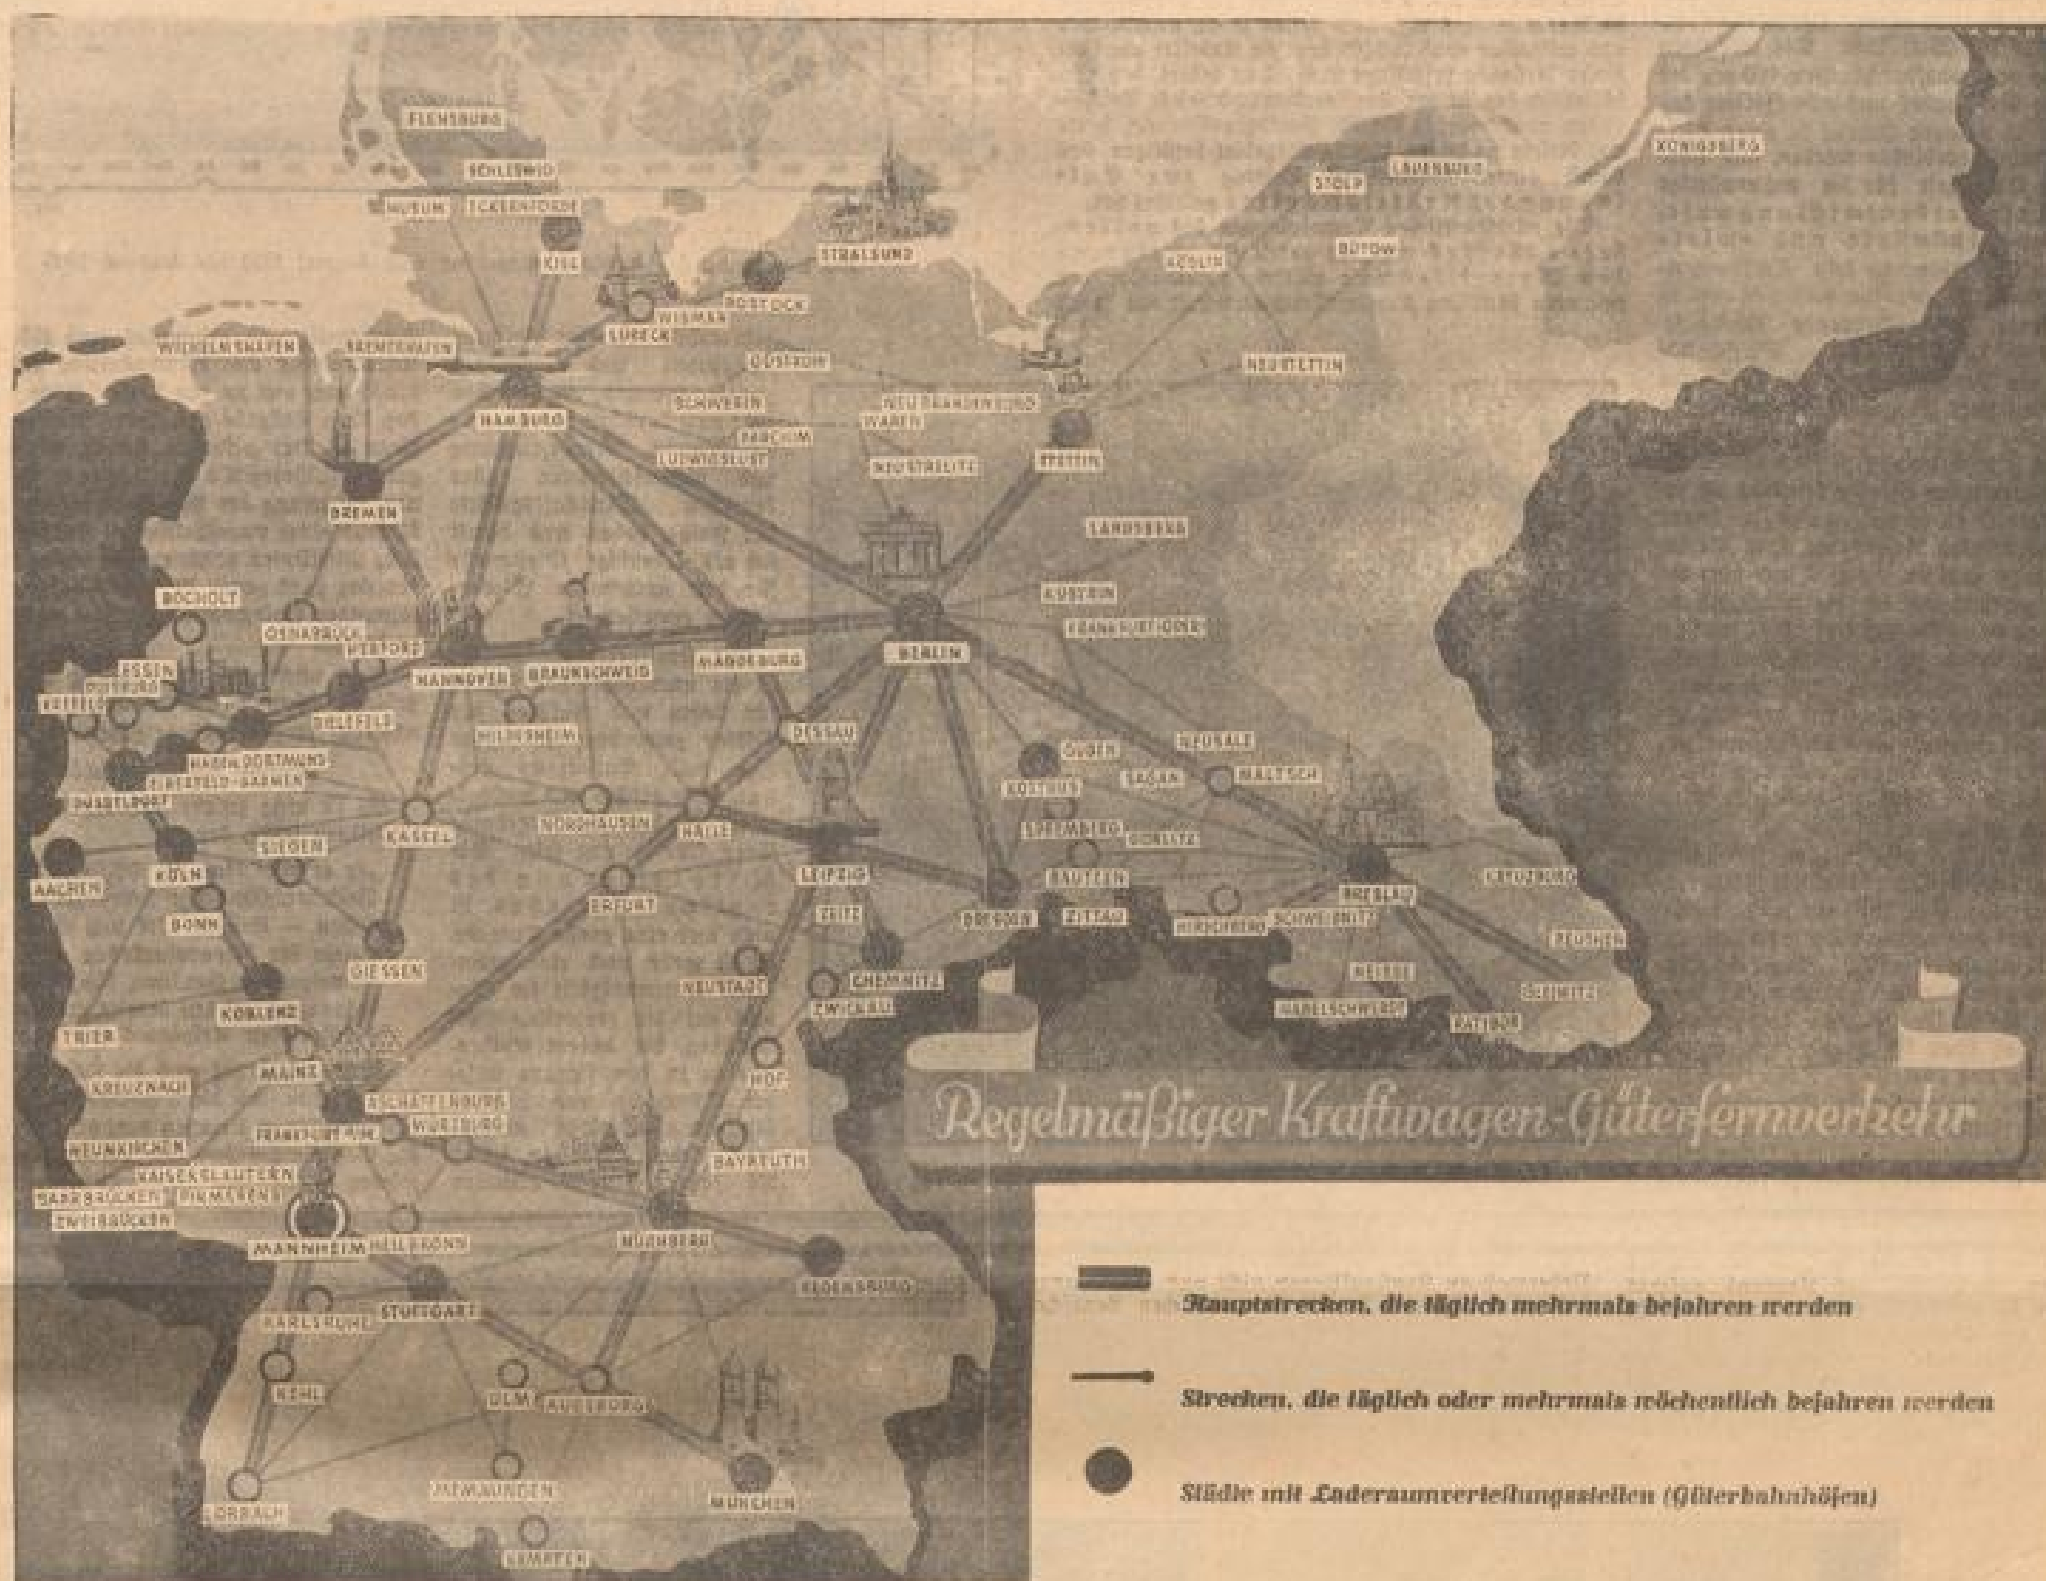 FLENSBURG
SCHLESWIG
HUSUM
ECKERNFÖRDE
KIEL
STRALSUND
ROSTOCK
WISMAR
LÜBECK
KÖNIGSBERG
LAUENBURG
STOLP
BÜTOW
KÖSLIN
NEUSTETTIN
WILHELMSHAFEN
BREMERHAFEN
GÜSTROW
SCHWERIN
NEUBRANDENBURG
WAREN
HAMBURG
PARCHIM
LUDWIGSLUST
NEUSTRELITZ
STETTIN
BREMEN
LANDSBERG
BOCHOLT
KÜSTRIN
OSNABRÜCK
HERFORD
FRANKFURT-ODER
ESSEN
DUISBURG
KREFELD
HANNOVER
BRAUNSCHWEIG
MAGDEBURG
BERLIN
BIELEFELD
HILDESHEIM
DESSAU
HAGEN
DORTMUND
ELBERFELD-BARMEN
DÜSSELDORF
GUBEN
NEUSALZ
KOTTBUS
SAGAN
MALTSCH
KASSEL
NORDHAUSEN
HALLE
SPREMBERG
GÖRLITZ
SIEGEN
AACHEN
KÖLN
LEIPZIG
BAUTZEN
BRESLAU
KREUZBURG
BONN
ERFURT
ZEITZ
DRESDEN
ZITTAU
HIRSCHBERG
SCHWEIDNITZ
BEUTHEN
GIESSEN
NEUSTADT
CHEMNITZ
ZWICKAU
NEISSE
GLEIWITZ
HABELSCHWERDT
RATIBOR
KOBLENZ
TRIER
MAINZ
KREUZNACH
HOF
ASCHAFFENBURG
WÜRZBURG
FRANKFURT
NEUNKIRCHEN
BAYREUTH
KAISERSLAUTERN
SAARBRÜCKEN
PIRMASENS
ZWEIBRÜCKEN
MANNHEIM
HEILBRONN
NÜRNBERG
REGENSBURG
KARLSRUHE
STUTTGART
KEHL
ULM
AUGSBURG
LÖRRACH
MÜNCHEN
KEMPTEN
Regelmäßiger Kraftwagen-Güterfernverkehr
Hauptstrecken, die täglich mehrmals befahren werden
Strecken, die täglich oder mehrmals wöchentlich befahren werden
Städte mit Laderaumverteilungsstellen (Güterbahnhöfen)